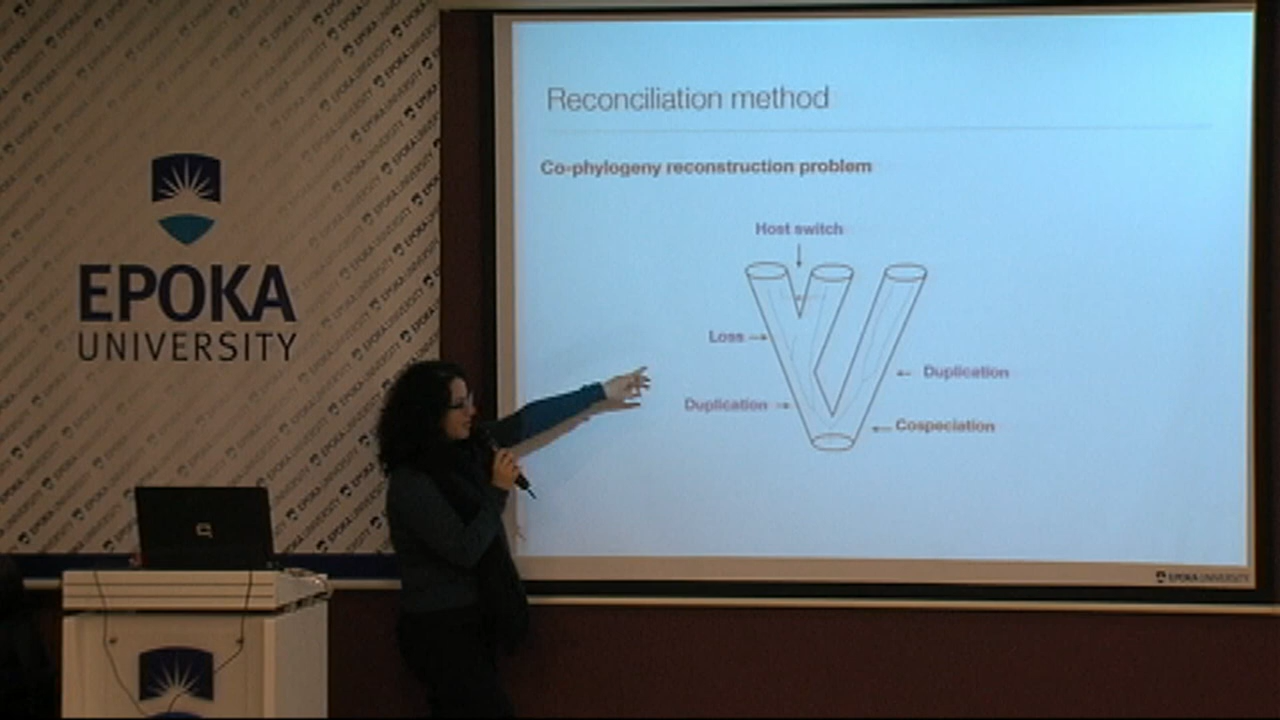 EPOKA
UNIVERSITY
Reconciliation method
Co-phylogeny reconstruction problem
Host switch
Loss
Duplication
Duplication
Cospeciation
EPOKA UNIVERSITY